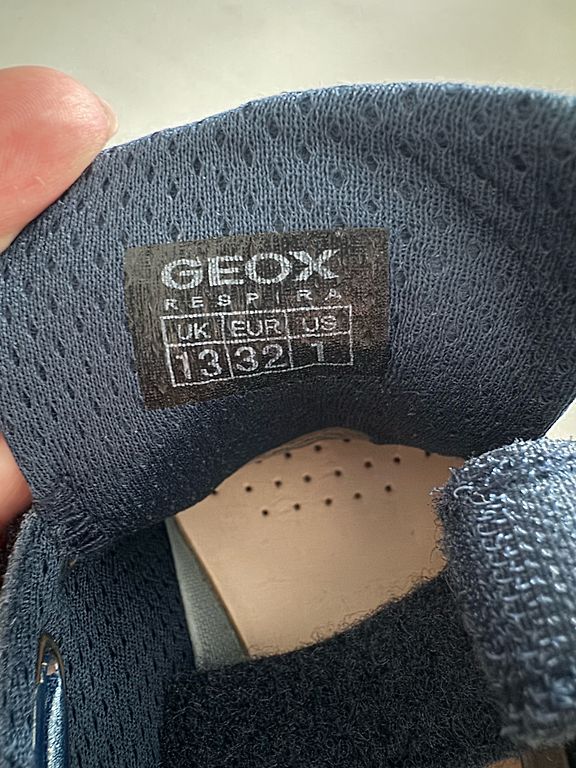 GEOX
RESPIRA
UK EUR US
13 32 1